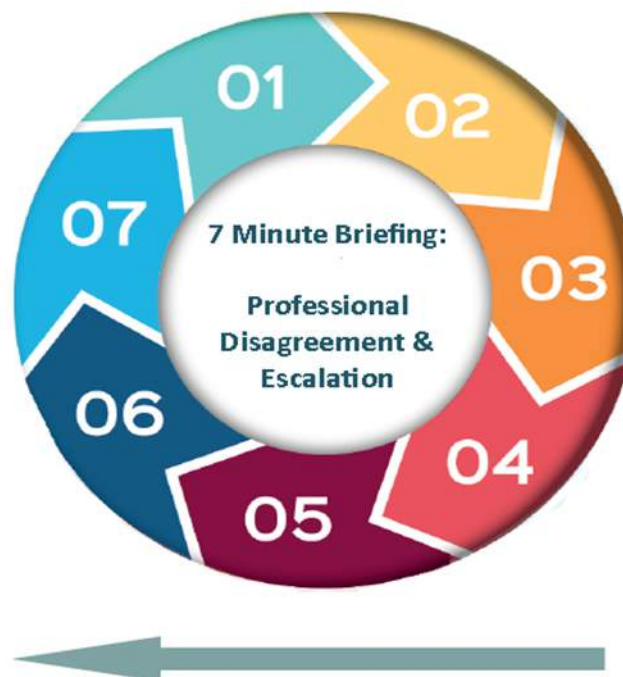 01
02
03
04
05
06
07
7 Minute Briefing:
Professional
Disagreement &
Escalation